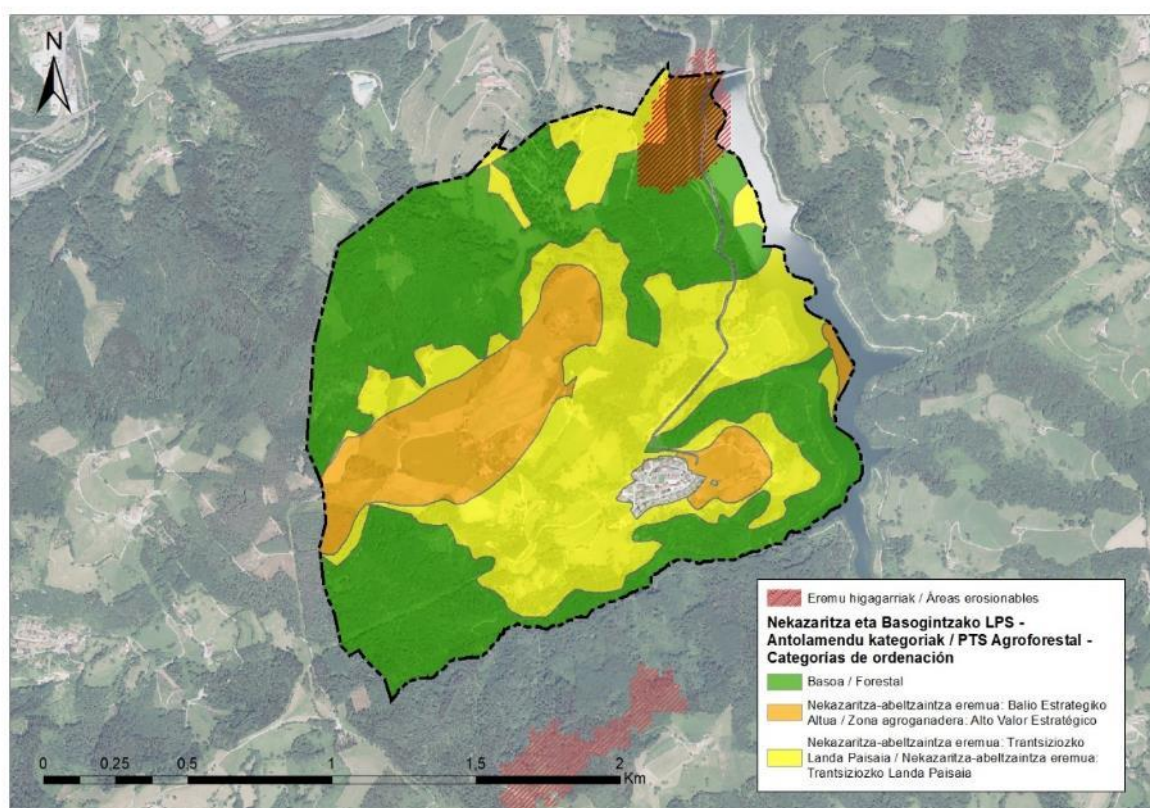 N
Eremu higagarriak / Áreas erosionables
Nekazaritza eta Basogintzako LPS -
Antolamendu kategoriak / PTS Agroforestal -
Categorías de ordenación
Basoa / Forestal
Nekazaritza-abeltzaintza eremua: Balio Estrategiko
Altua / Zona agroganadera: Alto Valor Estratégico
Nekazaritza-abeltzaintza eremua: Trantsiziozko
Landa Paisaia / Nekazaritza-abeltzaintza eremua:
Trantsiziozko Landa Paisaia
0 0,25 0,5 1 1,5 2
Km